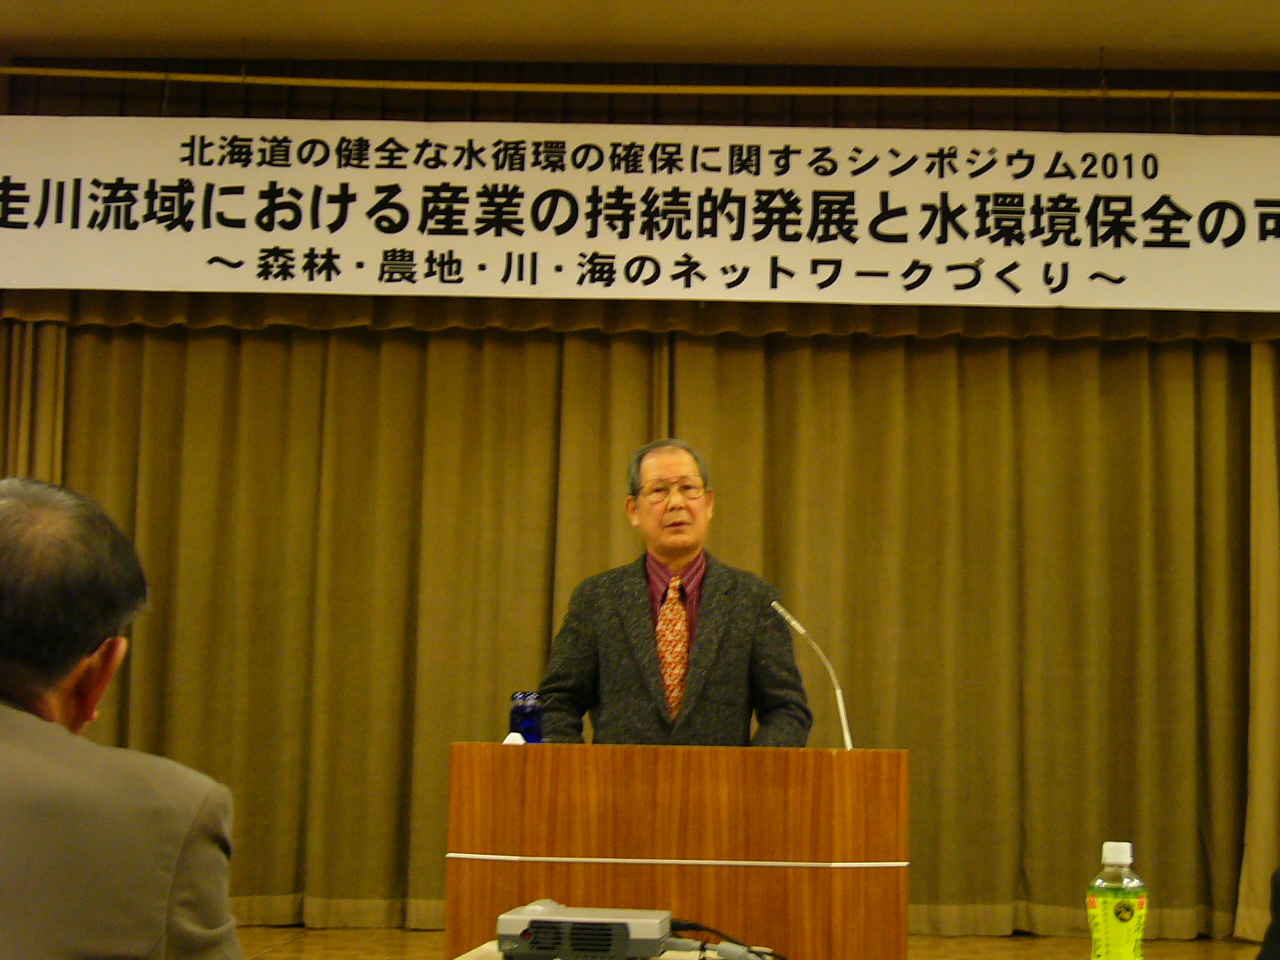 北海道の健全な水循環の確保に関するシンポジウム2010
走川流域における産業の持続的発展と水環境保全の可
～森林・農地・川・海のネットワークづくり～